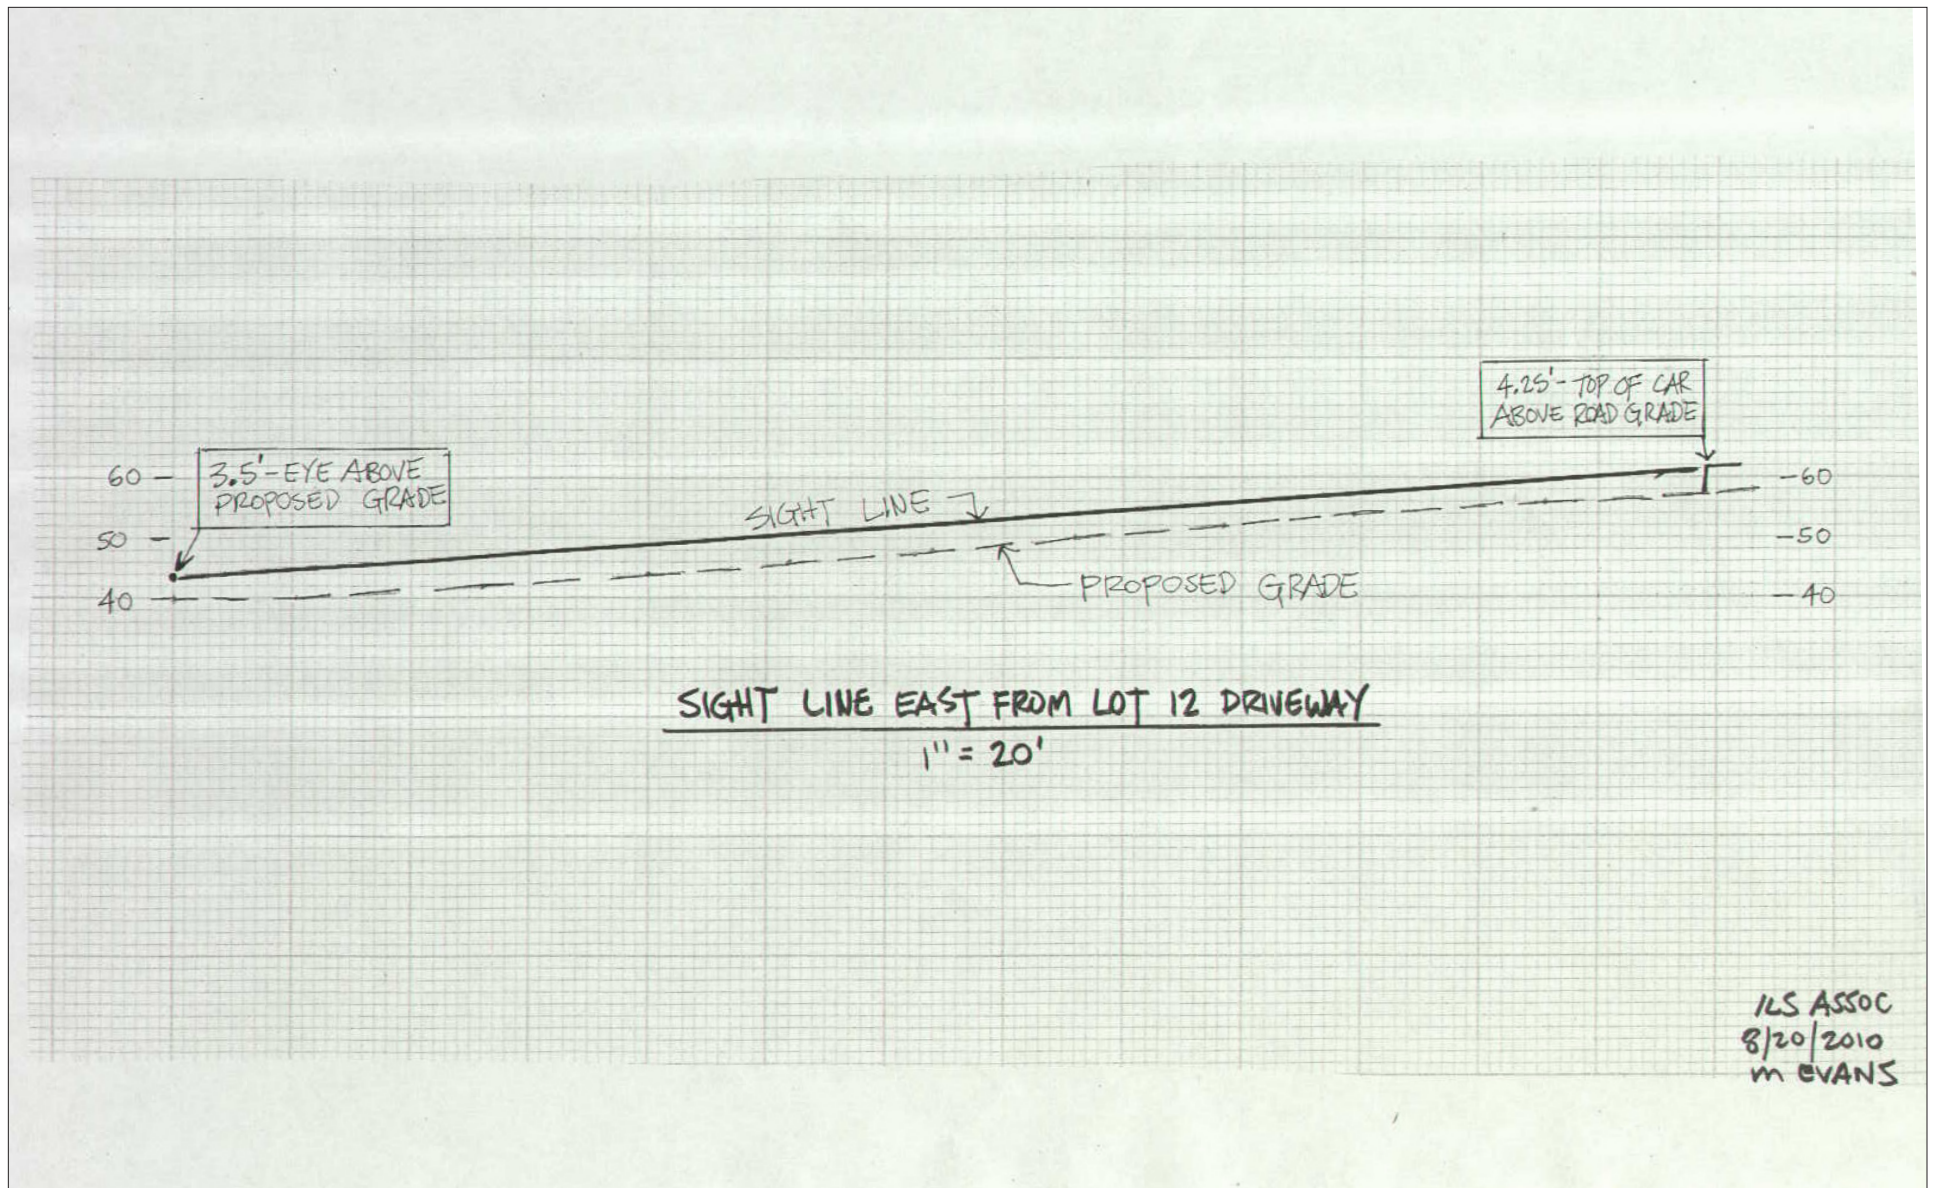 4.25'- TOP OF CAR
ABOVE ROAD GRADE
60 -
3.5'- EYE ABOVE
PROPOSED GRADE
50 -
40 -
SIGHT LINE
PROPOSED GRADE
- 60
- 50
- 40
SIGHT LINE EAST FROM LOT 12 DRIVEWAY
1" = 20'
ILS ASSOC
8/20/2010
M EVANS